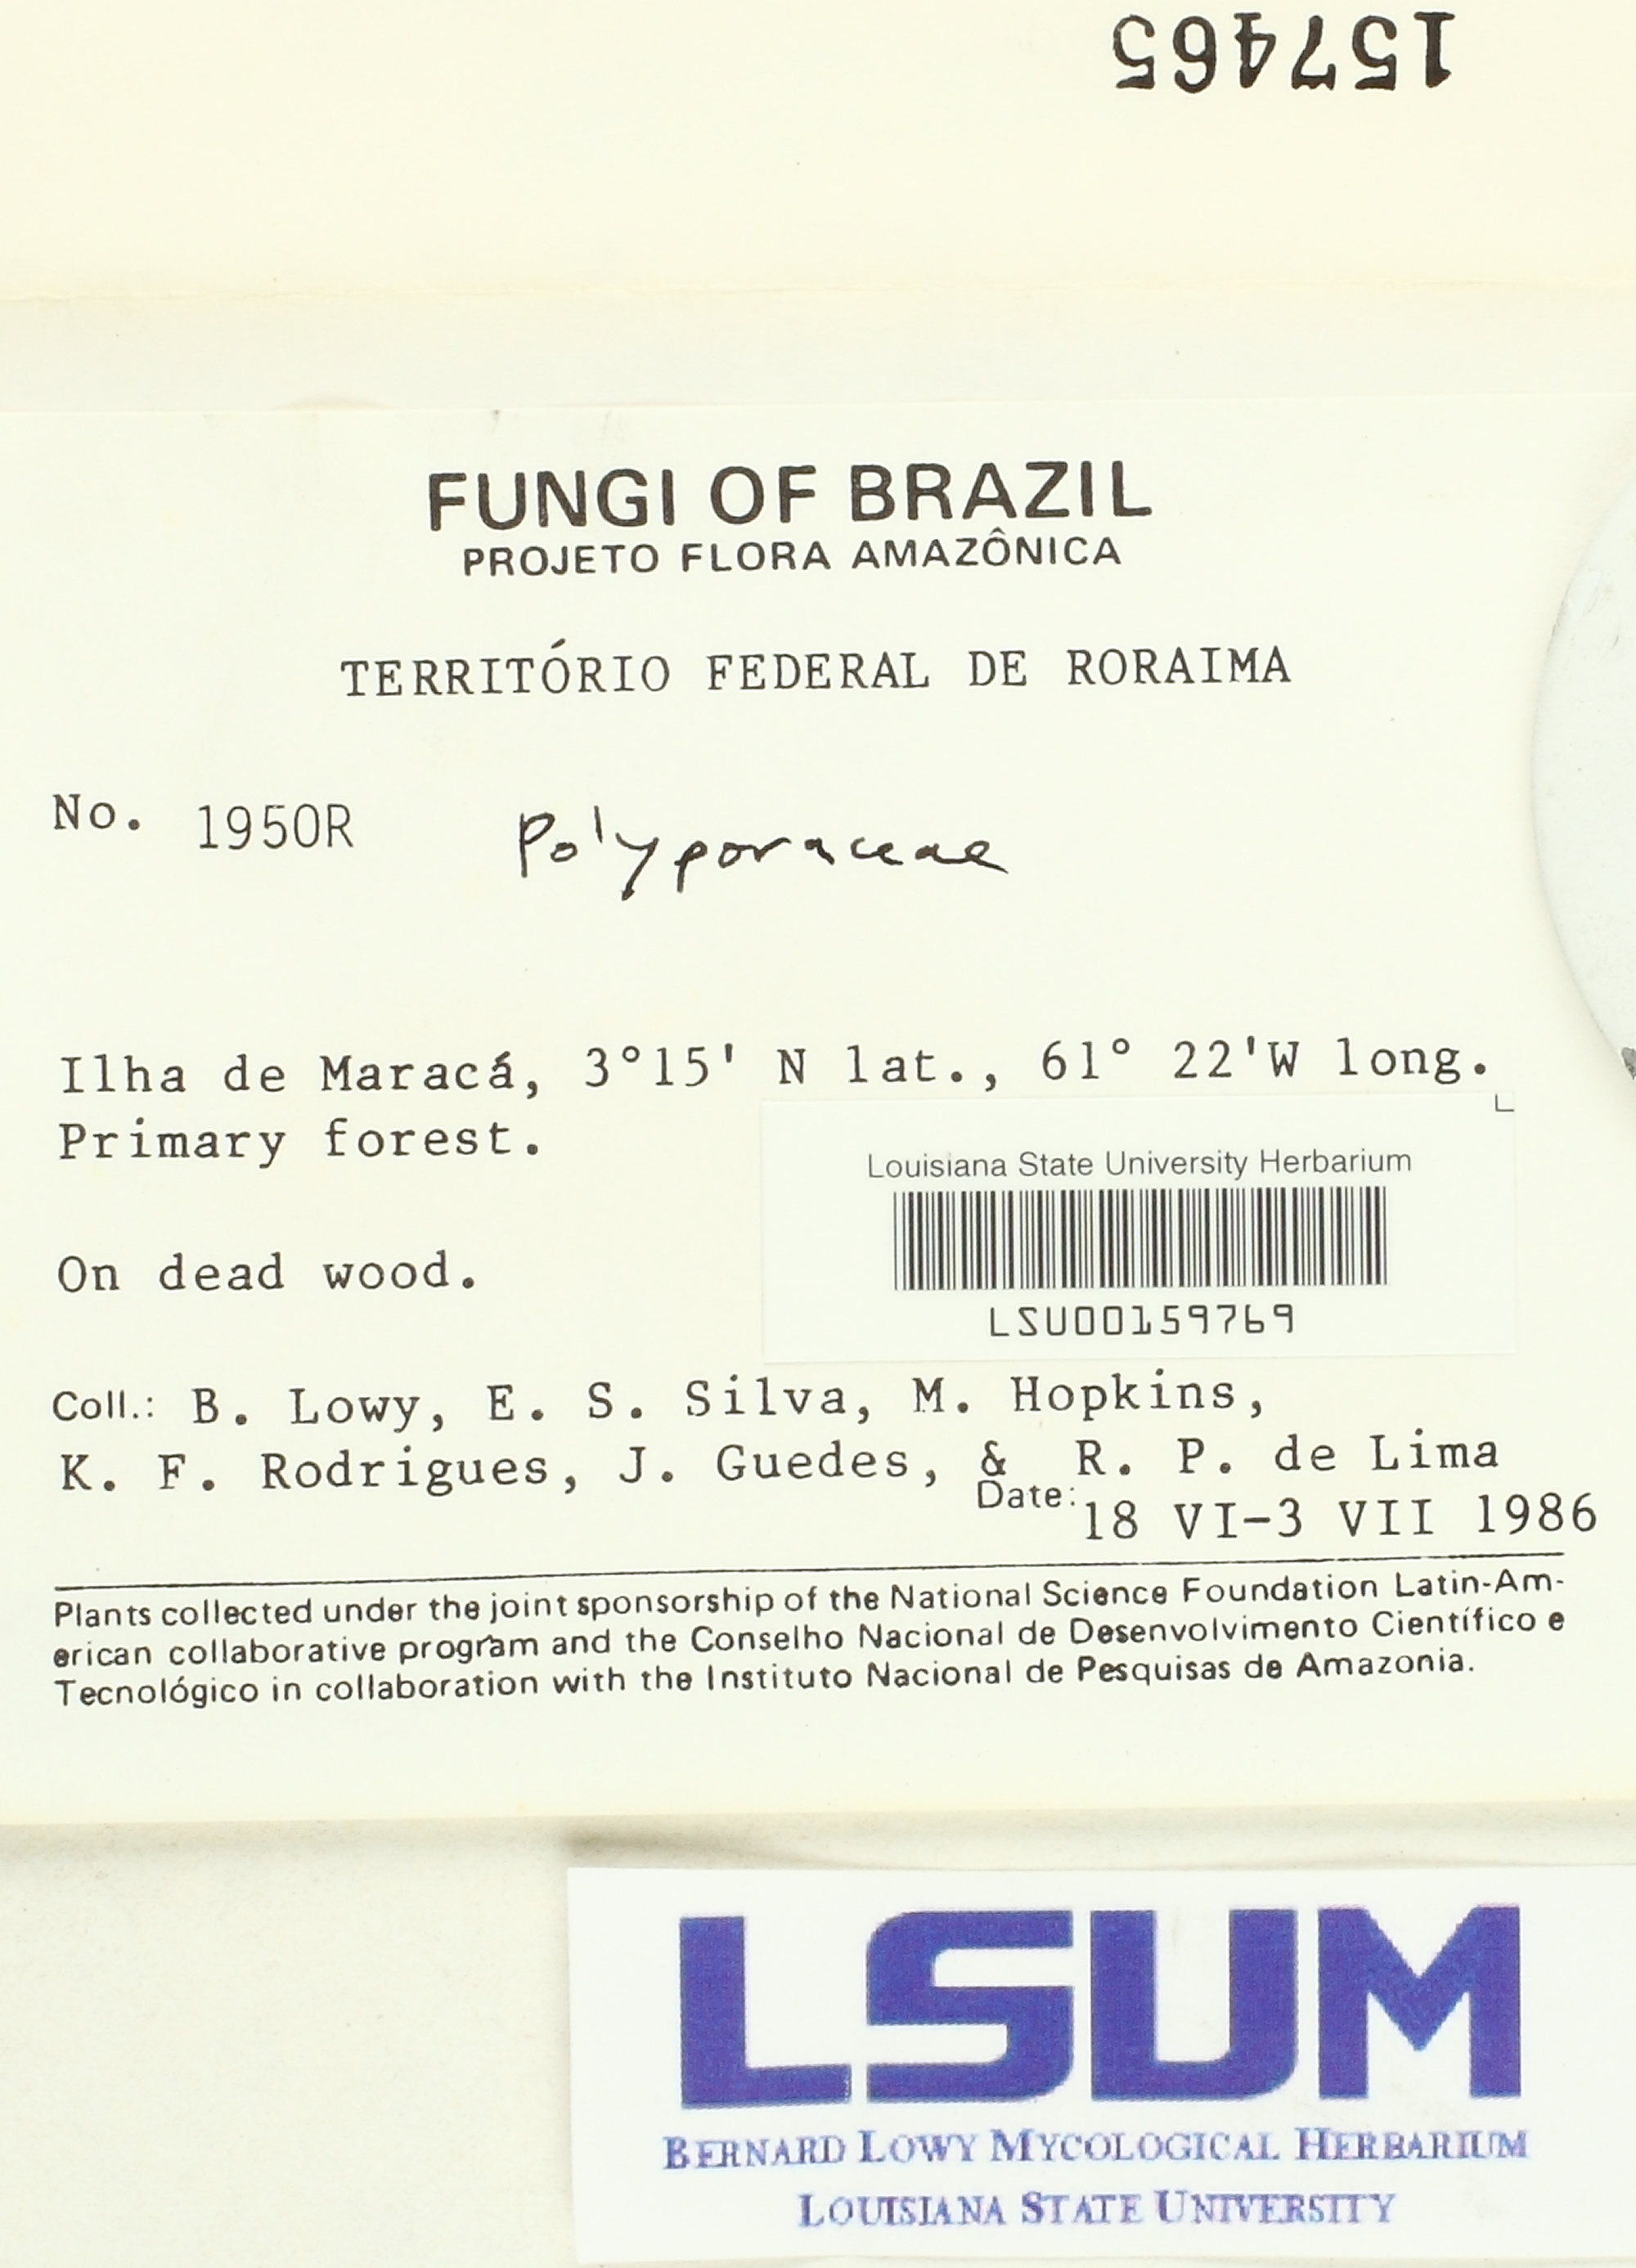 157465
FUNGI OF BRAZIL
PROJETO FLORA AMAZÔNICA
TERRITÓRIO FEDERAL DE RORAIMA
No. 1950R Polyporaceae
Ilha de Maracá, 3°15' N lat., 61° 22'W long.
Primary forest.
Louisiana State University Herbarium
On dead wood.
LSU00159769
Coll.: B. Lowy, E. S. Silva, M. Hopkins,
K. F. Rodrigues, J. Guedes, & R. P. de Lima
Date: 18 VI-3 VII 1986
Plants collected under the joint sponsorship of the National Science Foundation Latin-Am-
erican collaborative program and the Conselho Nacional de Desenvolvimento Científico e
Tecnológico in collaboration with the Instituto Nacional de Pesquisas de Amazonia.
LSUM
BERNARD LOWY MYCOLOGICAL HERBARIUM
LOUISIANA STATE UNIVERSITY